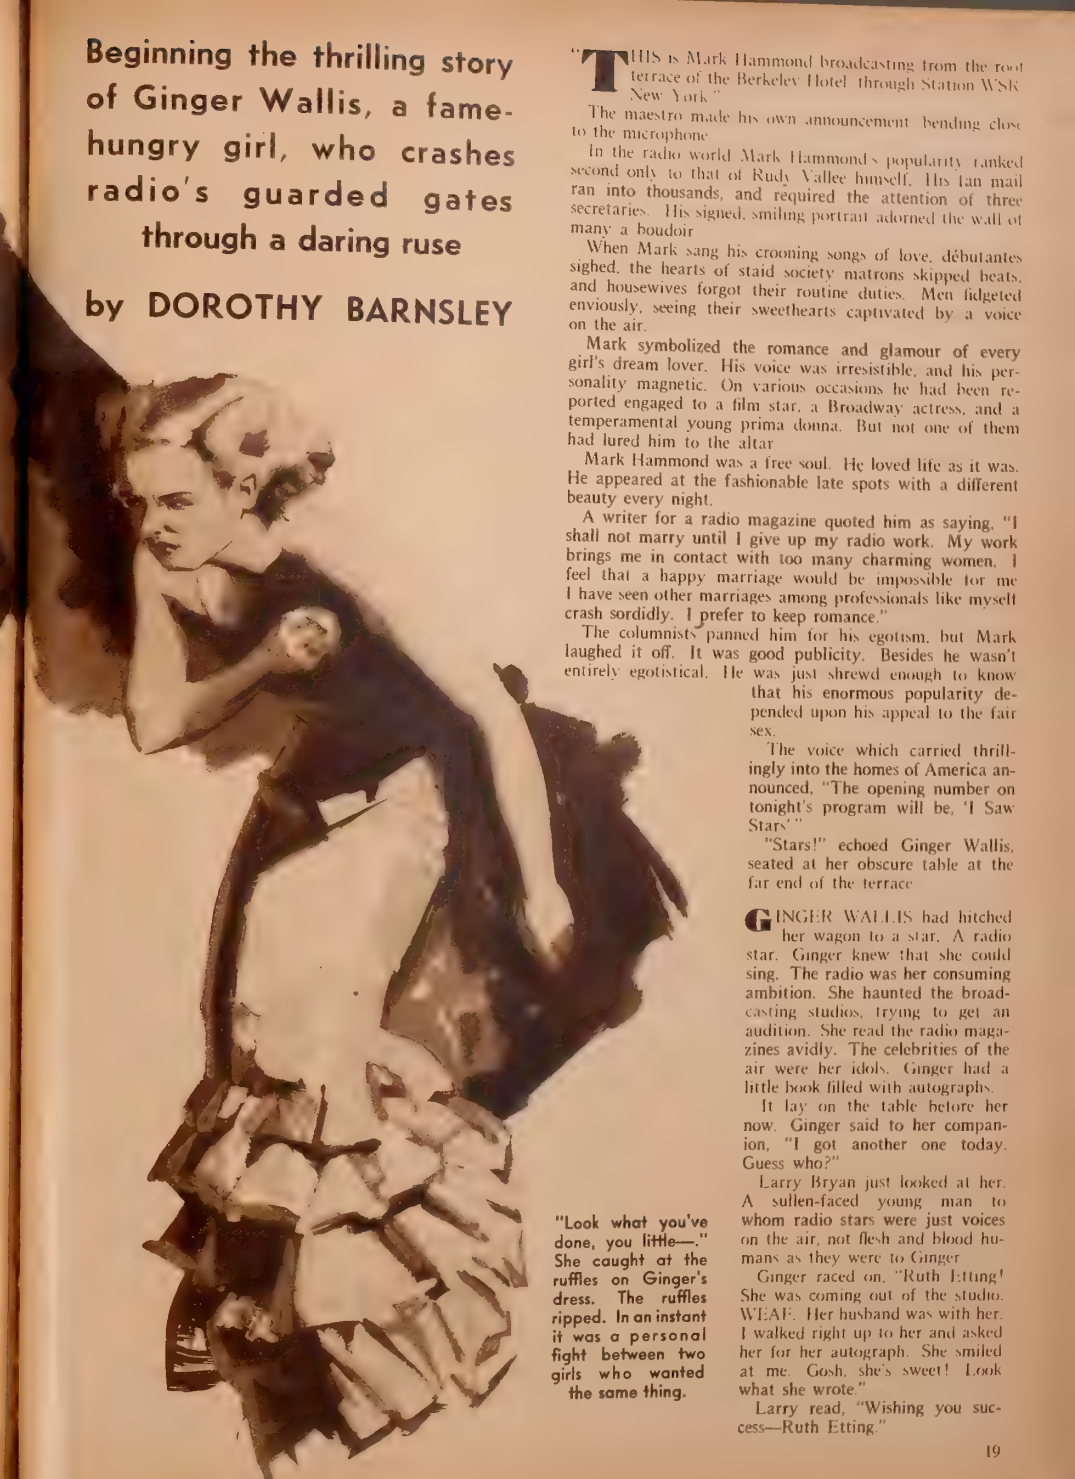 Beginning the thrilling story
of Ginger Wallis, a fame-
hungry girl, who crashes
radio's guarded gates
through a daring ruse
by DOROTHY BARNSLEY
"THIS is Mark Hammond broadcasting from the roof
terrace of the Berkeley Hotel through Station WSK
New York"
The maestro made his own announcement bending close
to the microphone
In the radio world Mark Hammond's popularity ranked
second only to that of Rudy Vallee himself. His fan mail
ran into thousands, and required the attention of three
secretaries. His signed, smiling portrait adorned the wall of
many a boudoir
When Mark sang his crooning songs of love, débutantes
sighed, the hearts of staid society matrons skipped beats,
and housewives forgot their routine duties. Men fidgeted
enviously, seeing their sweethearts captivated by a voice
on the air.
Mark symbolized the romance and glamour of every
girl's dream lover. His voice was irresistible, and his per-
sonality magnetic. On various occasions he had been re-
ported engaged to a film star, a Broadway actress, and a
temperamental young prima donna. But not one of them
had lured him to the altar
Mark Hammond was a free soul. He loved life as it was.
He appeared at the fashionable late spots with a different
beauty every night.
A writer for a radio magazine quoted him as saying, "I
shall not marry until I give up my radio work. My work
brings me in contact with too many charming women. I
feel that a happy marriage would be impossible for me
I have seen other marriages among professionals like myself
crash sordidly. I prefer to keep romance."
The columnists panned him for his egotism, but Mark
laughed it off. It was good publicity. Besides he wasn't
entirely egotistical. He was just shrewd enough to know
that his enormous popularity de-
pended upon his appeal to the fair
sex.
The voice which carried thrill-
ingly into the homes of America an-
nounced, "The opening number on
tonight's program will be, 'I Saw
Stars' "
"Stars!" echoed Ginger Wallis,
seated at her obscure table at the
far end of the terrace
GINGER WALLIS had hitched
her wagon to a star. A radio
star. Ginger knew that she could
sing. The radio was her consuming
ambition. She haunted the broad-
casting studios, trying to get an
audition. She read the radio maga-
zines avidly. The celebrities of the
air were her idols. Ginger had a
little book filled with autographs.
It lay on the table before her
now. Ginger said to her compan-
ion, "I got another one today.
Guess who?"
Larry Bryan just looked at her.
A sullen-faced young man to
whom radio stars were just voices
on the air, not flesh and blood hu-
mans as they were to Ginger
Ginger raced on, "Ruth Etting!
She was coming out of the studio.
WEAF. Her husband was with her.
I walked right up to her and asked
her for her autograph. She smiled
at me. Gosh, she's sweet! Look
what she wrote."
Larry read, "Wishing you suc-
cess—Ruth Etting."
"Look what you've
done, you little—."
She caught at the
ruffles on Ginger's
dress. The ruffles
ripped. In an instant
it was a personal
fight between two
girls who wanted
the same thing.
19